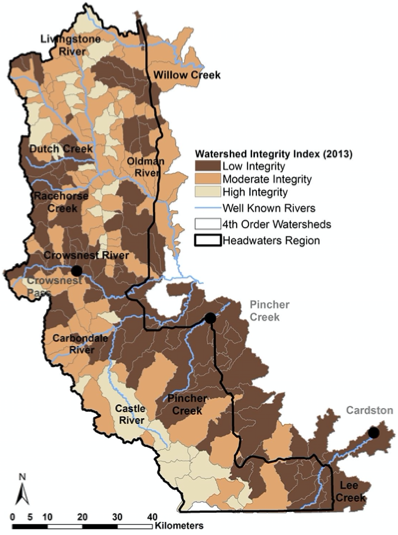 Livingstone
River
Willow Creek
Dutch Creek
Oldman
River
Racehorse
Creek
Watershed Integrity Index (2013)
Low Integrity
Moderate Integrity
High Integrity
Well Known Rivers
4th Order Watersheds
Headwaters Region
Crowsnest River
Crowsnest
Pass
Pincher
Creek
Carbondale
River
Castle
River
Pincher
Creek
Cardston
Lee
Creek
N
0 5 10 20 30 40
Kilometers